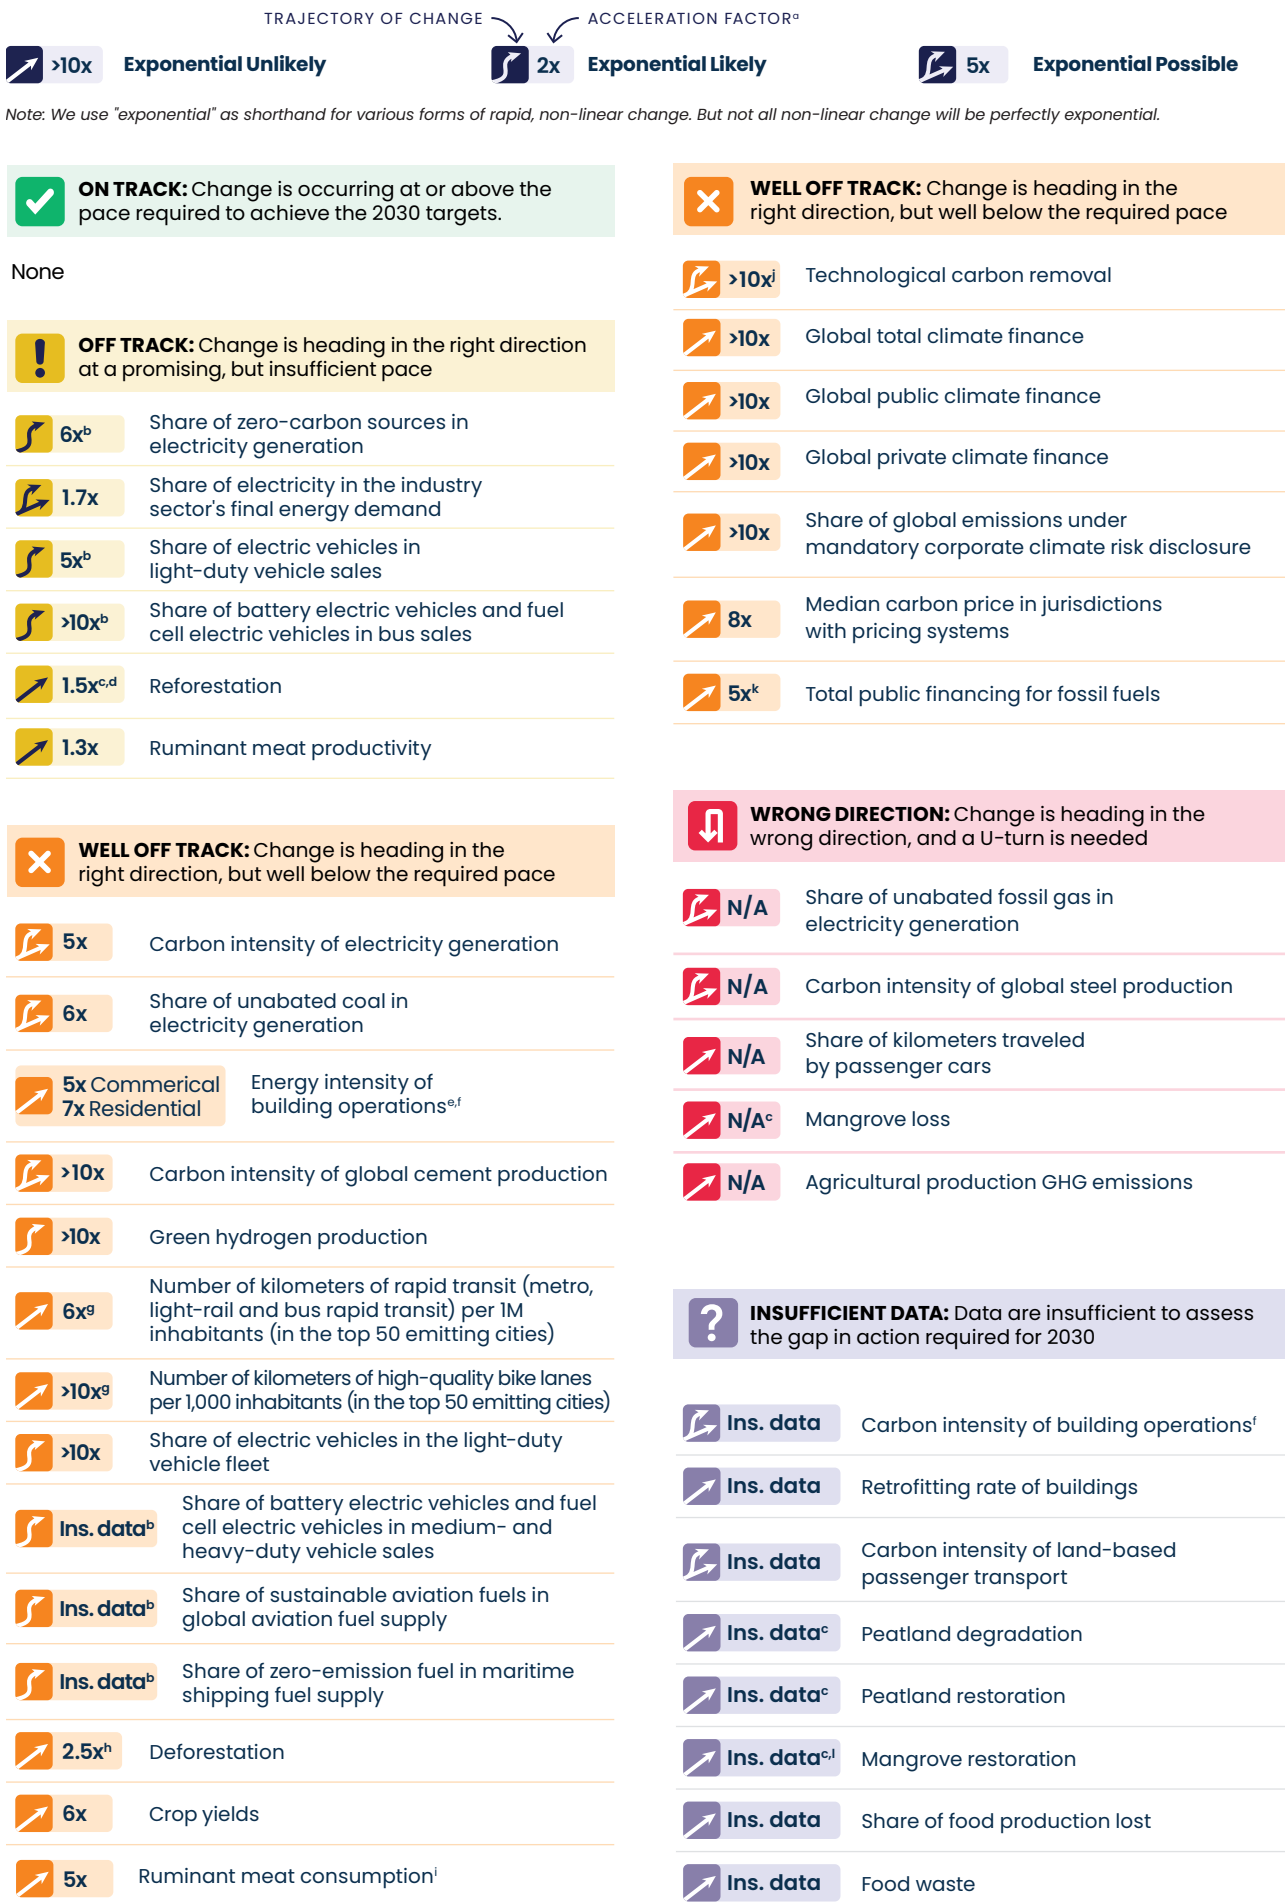 TRAJECTORY OF CHANGE
ACCELERATION FACTORᵃ
>10x Exponential Unlikely
2x Exponential Likely
5x Exponential Possible
Note: We use "exponential" as shorthand for various forms of rapid, non-linear change. But not all non-linear change will be perfectly exponential.
ON TRACK: Change is occurring at or above the
pace required to achieve the 2030 targets.
None
OFF TRACK: Change is heading in the right direction
at a promising, but insufficient pace
6xᵇ
Share of zero-carbon sources in
electricity generation
1.7x
Share of electricity in the industry
sector's final energy demand
5xᵇ
Share of electric vehicles in
light-duty vehicle sales
>10xᵇ
Share of battery electric vehicles and fuel
cell electric vehicles in bus sales
1.5xᶜ,ᵈ Reforestation
1.3x Ruminant meat productivity
WELL OFF TRACK: Change is heading in the
right direction, but well below the required pace
5x Carbon intensity of electricity generation
6x
Share of unabated coal in
electricity generation
5x Commerical
7x Residential
Energy intensity of
building operationsᵉ,ᶠ
>10x Carbon intensity of global cement production
>10x Green hydrogen production
6xᵍ
Number of kilometers of rapid transit (metro,
light-rail and bus rapid transit) per 1M
inhabitants (in the top 50 emitting cities)
>10xᵍ
Number of kilometers of high-quality bike lanes
per 1,000 inhabitants (in the top 50 emitting cities)
>10x
Share of electric vehicles in the light-duty
vehicle fleet
Ins. dataᵇ
Share of battery electric vehicles and fuel
cell electric vehicles in medium- and
heavy-duty vehicle sales
Ins. dataᵇ
Share of sustainable aviation fuels in
global aviation fuel supply
Ins. dataᵇ
Share of zero-emission fuel in maritime
shipping fuel supply
2.5xʰ Deforestation
6x Crop yields
5x Ruminant meat consumptionⁱ
WELL OFF TRACK: Change is heading in the
right direction, but well below the required pace
>10xʲ Technological carbon removal
>10x Global total climate finance
>10x Global public climate finance
>10x Global private climate finance
>10x
Share of global emissions under
mandatory corporate climate risk disclosure
8x
Median carbon price in jurisdictions
with pricing systems
5xᵏ Total public financing for fossil fuels
WRONG DIRECTION: Change is heading in the
wrong direction, and a U-turn is needed
N/A
Share of unabated fossil gas in
electricity generation
N/A Carbon intensity of global steel production
N/A
Share of kilometers traveled
by passenger cars
N/Aᶜ Mangrove loss
N/A Agricultural production GHG emissions
INSUFFICIENT DATA: Data are insufficient to assess
the gap in action required for 2030
Ins. data Carbon intensity of building operationsᶠ
Ins. data Retrofitting rate of buildings
Ins. data
Carbon intensity of land-based
passenger transport
Ins. dataᶜ Peatland degradation
Ins. dataᶜ Peatland restoration
Ins. dataᶜ,ˡ Mangrove restoration
Ins. data Share of food production lost
Ins. data Food waste